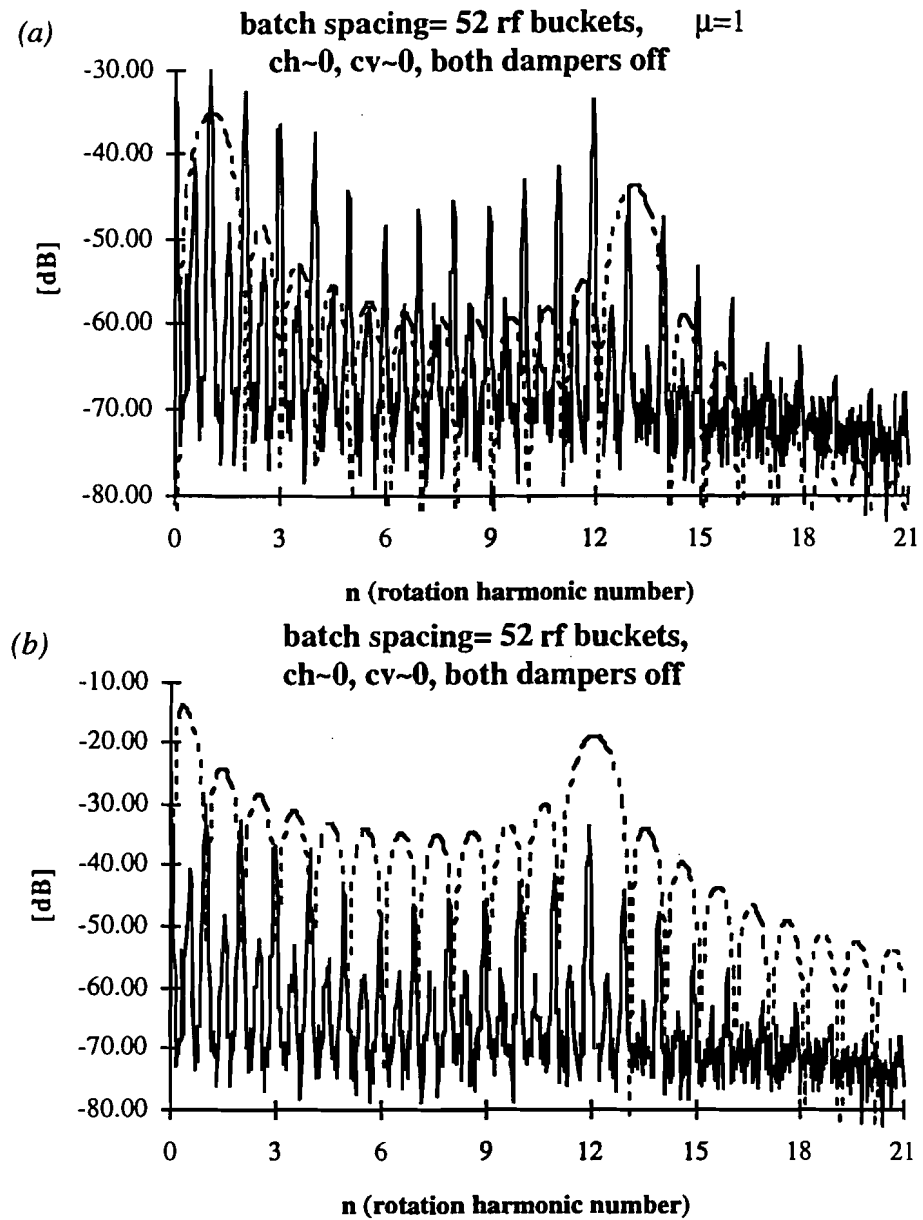 (a)
batch spacing= 52 rf buckets, μ=1
ch~0, cv~0, both dampers off
-30.00
-40.00
-50.00
-60.00
-70.00
-80.00
[dB]
0 3 6 9 12 15 18 21
n (rotation harmonic number)
(b)
batch spacing= 52 rf buckets,
ch~0, cv~0, both dampers off
-10.00
-20.00
-30.00
-40.00
-50.00
-60.00
-70.00
-80.00
[dB]
0 3 6 9 12 15 18 21
n (rotation harmonic number)